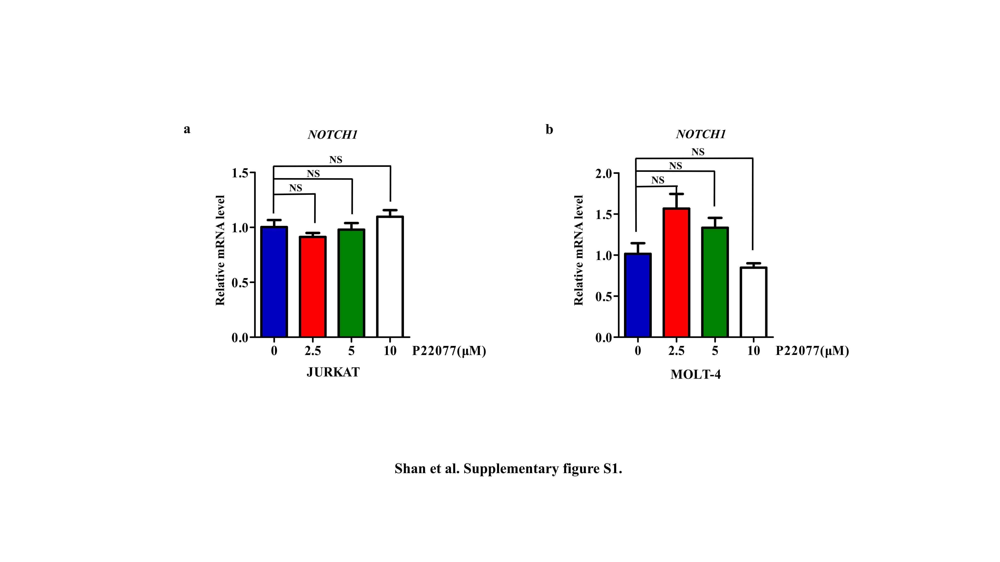 a
NOTCH1
NS
NS
NS
1.5
1.0
0.5
0.0
Relative mRNA level
0 2.5 5 10 P22077(μM)
JURKAT
b
NOTCH1
NS
NS
NS
2.0
1.5
1.0
0.5
0.0
Relative mRNA level
0 2.5 5 10 P22077(μM)
MOLT-4
Shan et al. Supplementary figure S1.